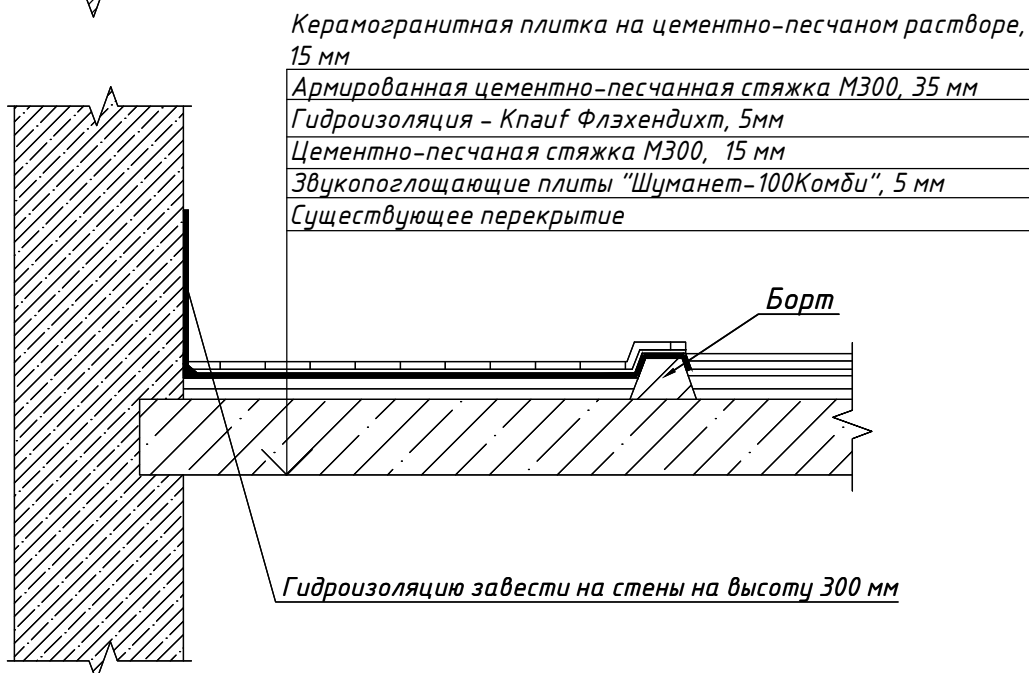 Керамогранитная плитка на цементно-песчаном растворе,
15 мм
Армированная цементно-песчанная стяжка М300, 35 мм
Гидроизоляция - Knauf Флэхендихт, 5мм
Цементно-песчаная стяжка М300, 15 мм
Звукопоглощающие плиты "Шуманет-100Комби", 5 мм
Существующее перекрытие
Борт
Гидроизоляцию завести на стены на высоту 300 мм